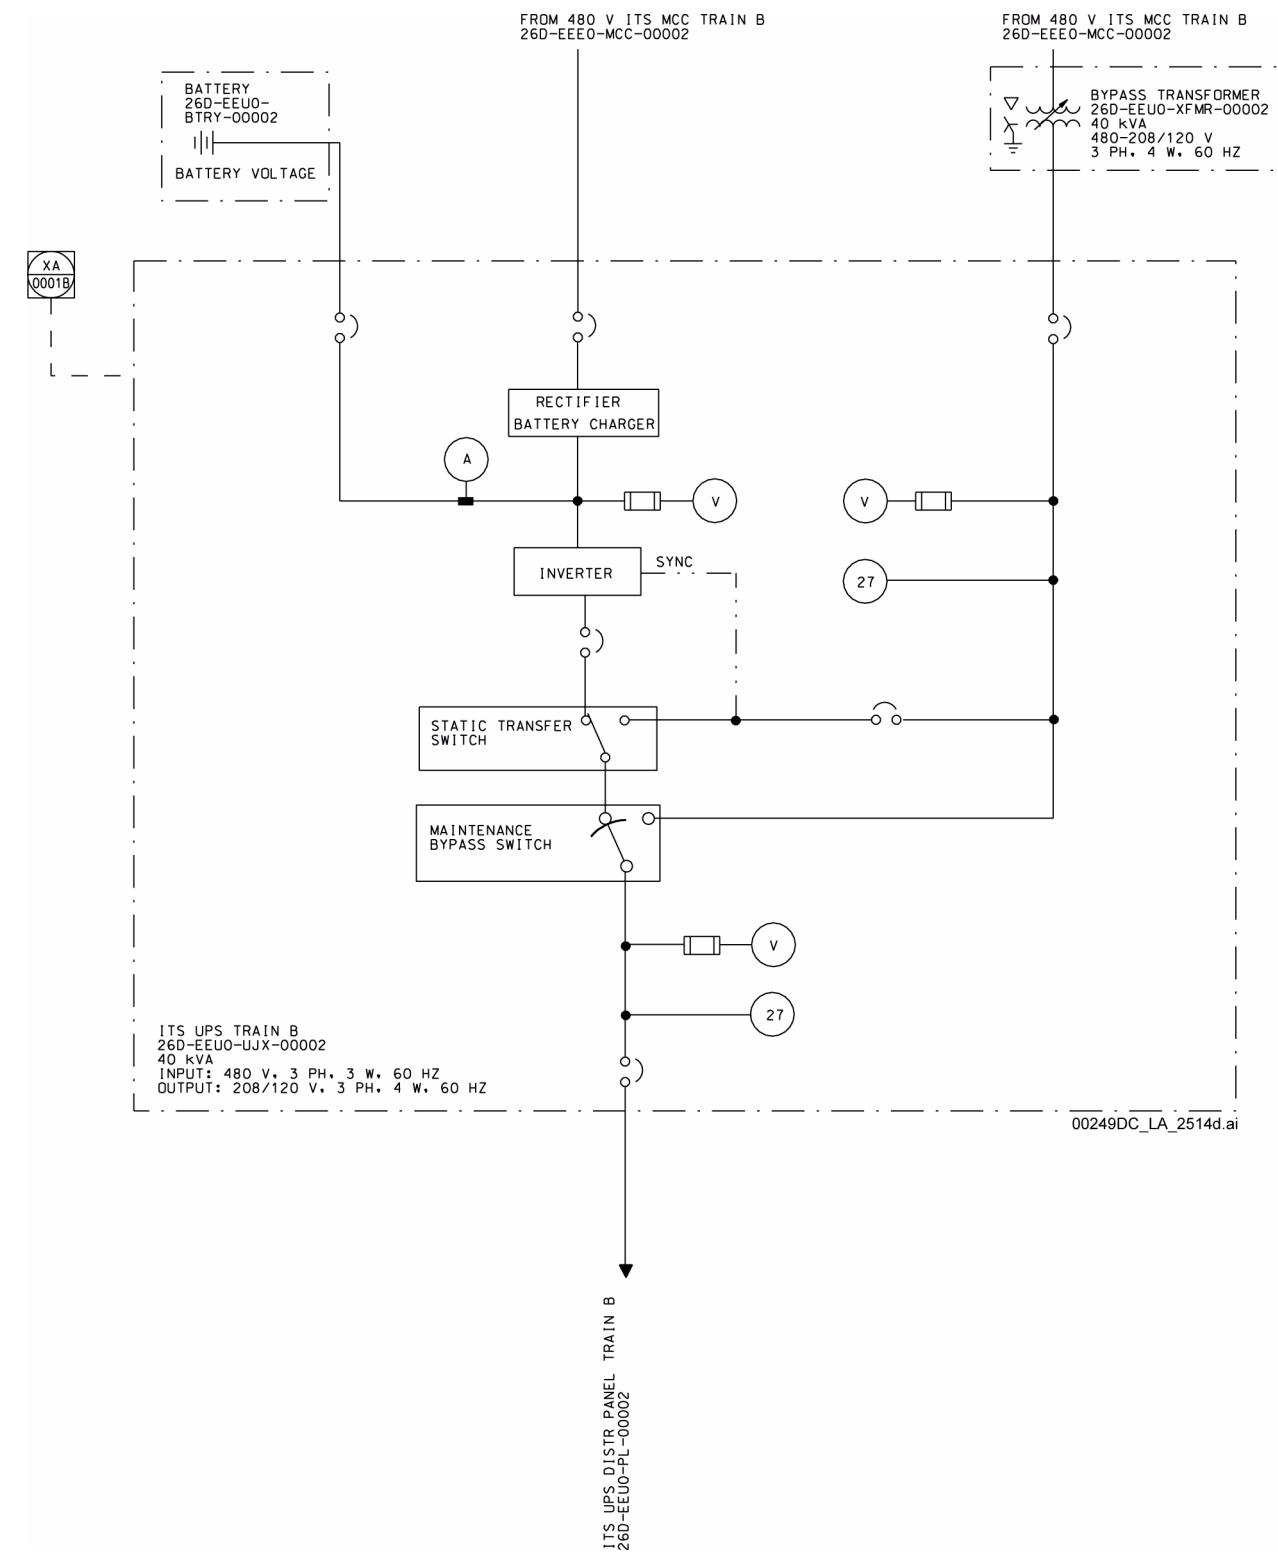 FROM 480 V ITS MCC TRAIN B
26D-EEE0-MCC-00002
FROM 480 V ITS MCC TRAIN B
26D-EEE0-MCC-00002
BATTERY
26D-EEU0-
BTRY-00002
BATTERY VOLTAGE
BYPASS TRANSFORMER
26D-EEU0-XFMR-00002
40 kVA
480-208/120 V
3 PH, 4 W, 60 HZ
XA
0001B
RECTIFIER
BATTERY CHARGER
A
V
V
INVERTER
SYNC
27
STATIC TRANSFER
SWITCH
MAINTENANCE
BYPASS SWITCH
V
27
ITS UPS TRAIN B
26D-EEU0-UJX-00002
40 kVA
INPUT: 480 V, 3 PH, 3 W, 60 HZ
OUTPUT: 208/120 V, 3 PH, 4 W, 60 HZ
00249DC_LA_2514d.ai
ITS UPS DISTR PANEL TRAIN B
26D-EEU0-PL-00002